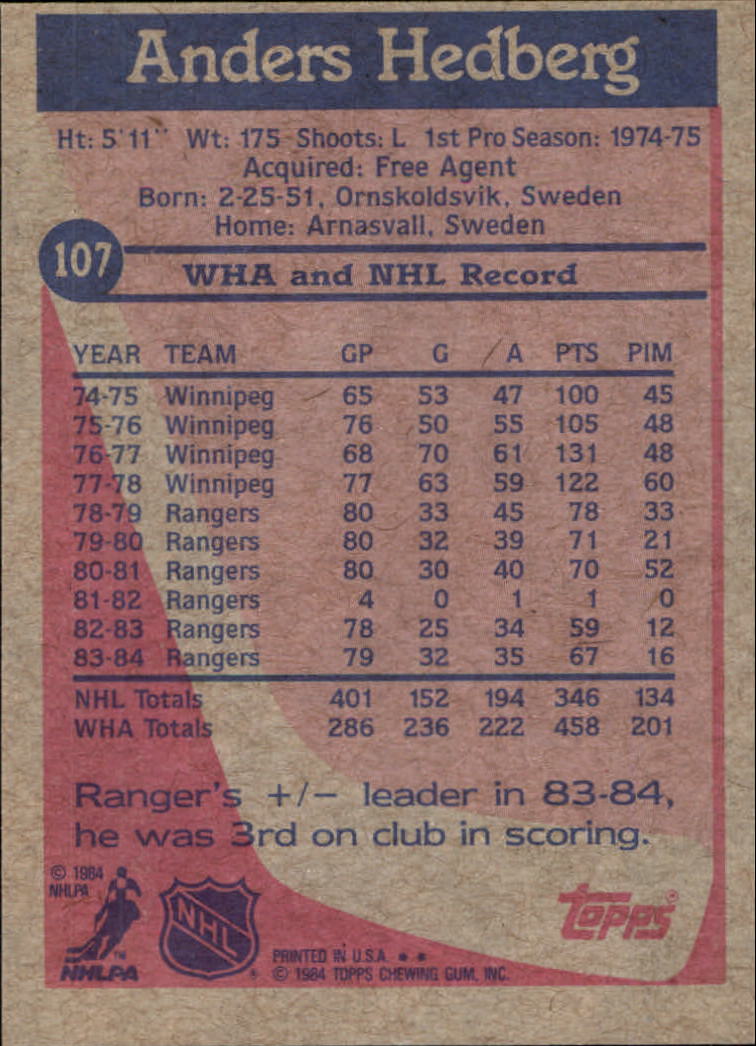 Anders Hedberg
Ht: 5'11'' Wt: 175 Shoots: L 1st Pro Season: 1974-75
Acquired: Free Agent
Born: 2-25-51, Ornskoldsvik, Sweden
Home: Arnasvall, Sweden
107
WHA and NHL Record
YEAR TEAM GP G A PTS PIM
74-75 Winnipeg 65 53 47 100 45
75-76 Winnipeg 76 50 55 105 48
76-77 Winnipeg 68 70 61 131 48
77-78 Winnipeg 77 63 59 122 60
78-79 Rangers 80 33 45 78 33
79-80 Rangers 80 32 39 71 21
80-81 Rangers 80 30 40 70 52
81-82 Rangers 4 0 1 1 0
82-83 Rangers 78 25 34 59 12
83-84 Rangers 79 32 35 67 16
NHL Totals 401 152 194 346 134
WHA Totals 286 236 222 458 201
Ranger's +/− leader in 83-84,
he was 3rd on club in scoring.
© 1984
NHLPA
NHLPA™
NHL®
PRINTED IN U.S.A. * *
© 1984 TOPPS CHEWING GUM, INC.
topps®